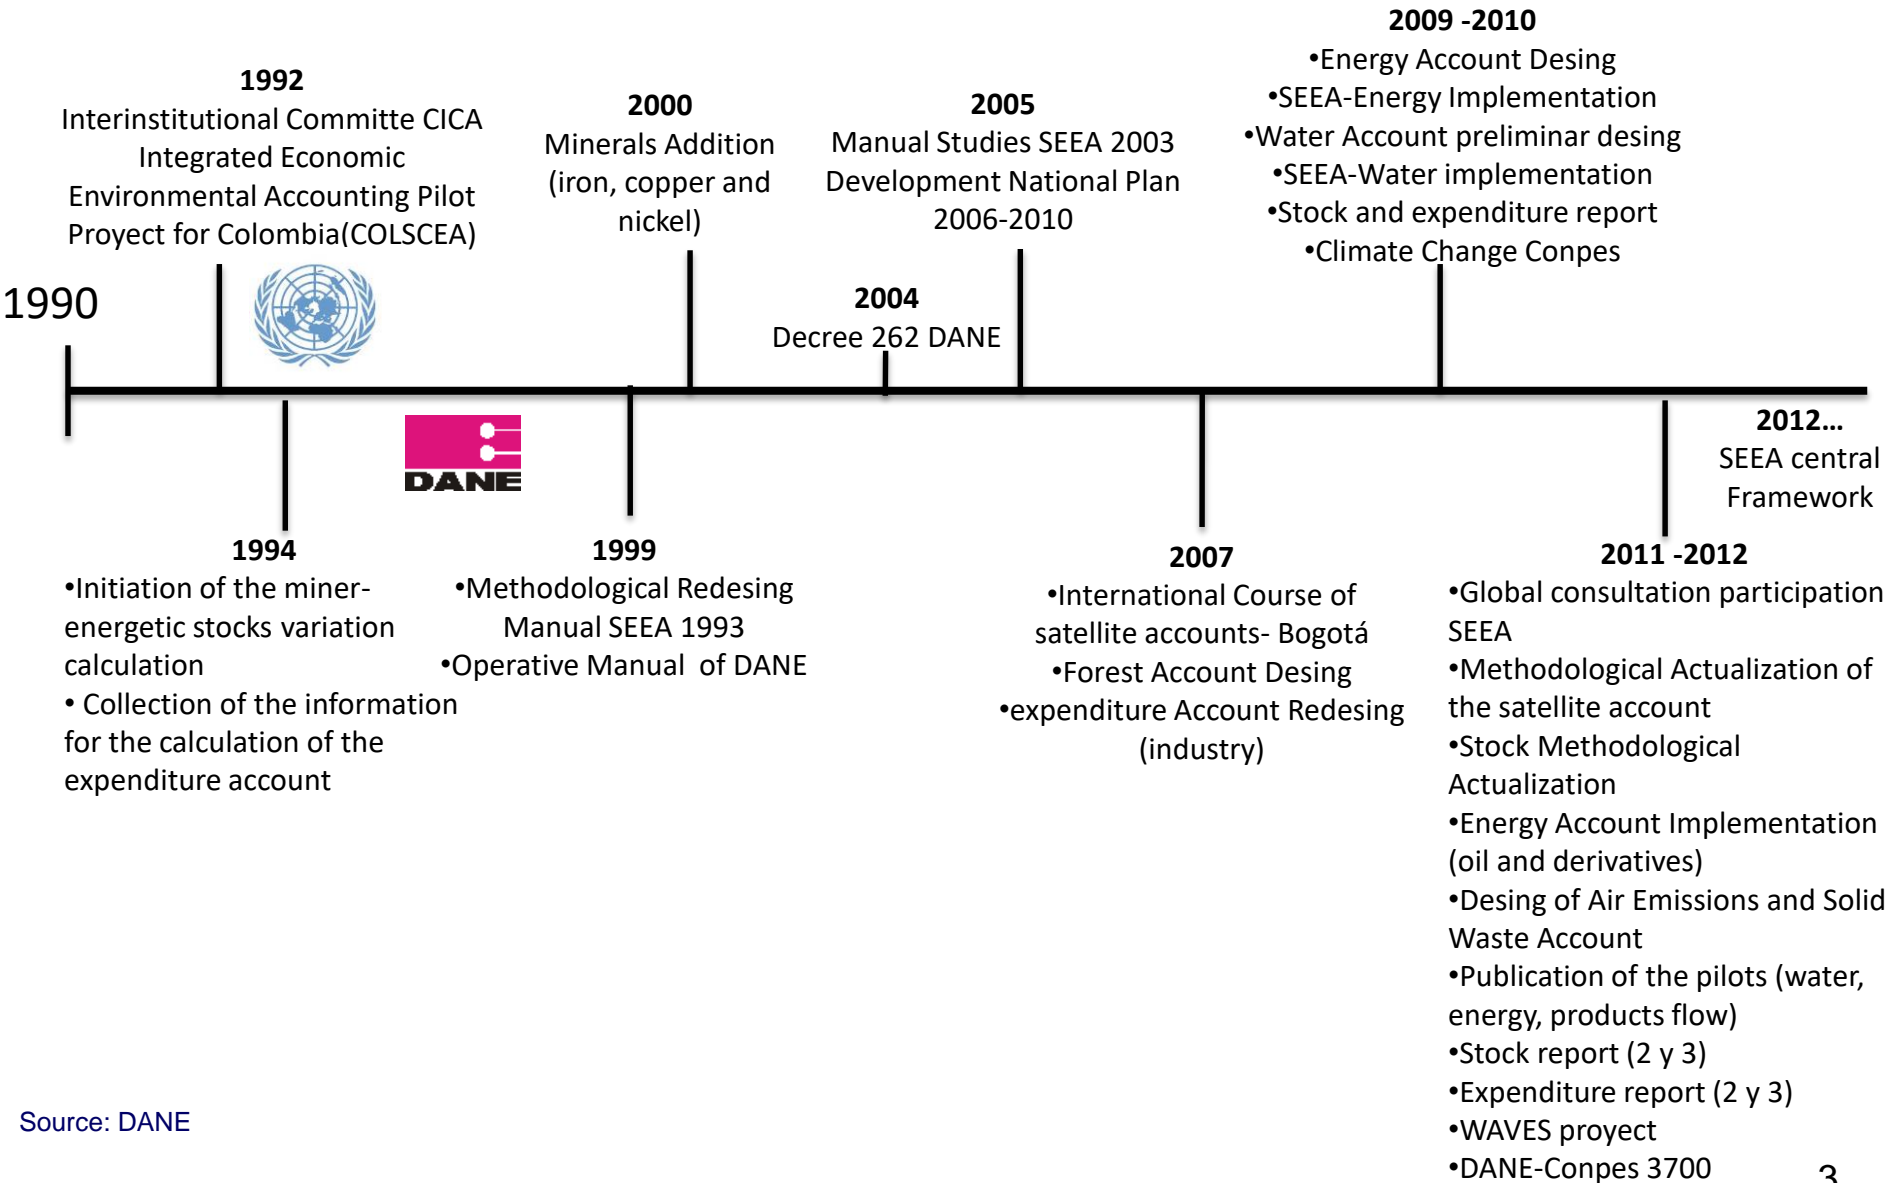 1990
1992
Interinstitutional Committe CICA
Integrated Economic
Environmental Accounting Pilot
Proyect for Colombia(COLSCEA)
DANE
1994
•Initiation of the miner-
energetic stocks variation
calculation
• Collection of the information
for the calculation of the
expenditure account
1999
•Methodological Redesing
Manual SEEA 1993
•Operative Manual  of DANE
2000
Minerals Addition
(iron, copper and
nickel)
2004
Decree 262 DANE
2005
Manual Studies SEEA 2003
Development National Plan
2006-2010
2007
•International Course of
satellite accounts- Bogotá
•Forest Account Desing
•expenditure Account Redesing
(industry)
2009 -2010
•Energy Account Desing
•SEEA-Energy Implementation
•Water Account preliminar desing
•SEEA-Water implementation
•Stock and expenditure report
•Climate Change Conpes
2011 -2012
•Global consultation participation
SEEA
•Methodological Actualization of
the satellite account
•Stock Methodological
Actualization
•Energy Account Implementation
(oil and derivatives)
•Desing of Air Emissions and Solid
Waste Account
•Publication of the pilots (water,
energy, products flow)
•Stock report (2 y 3)
•Expenditure report (2 y 3)
•WAVES proyect
•DANE-Conpes 3700
2012…
SEEA central
Framework
Source: DANE
3